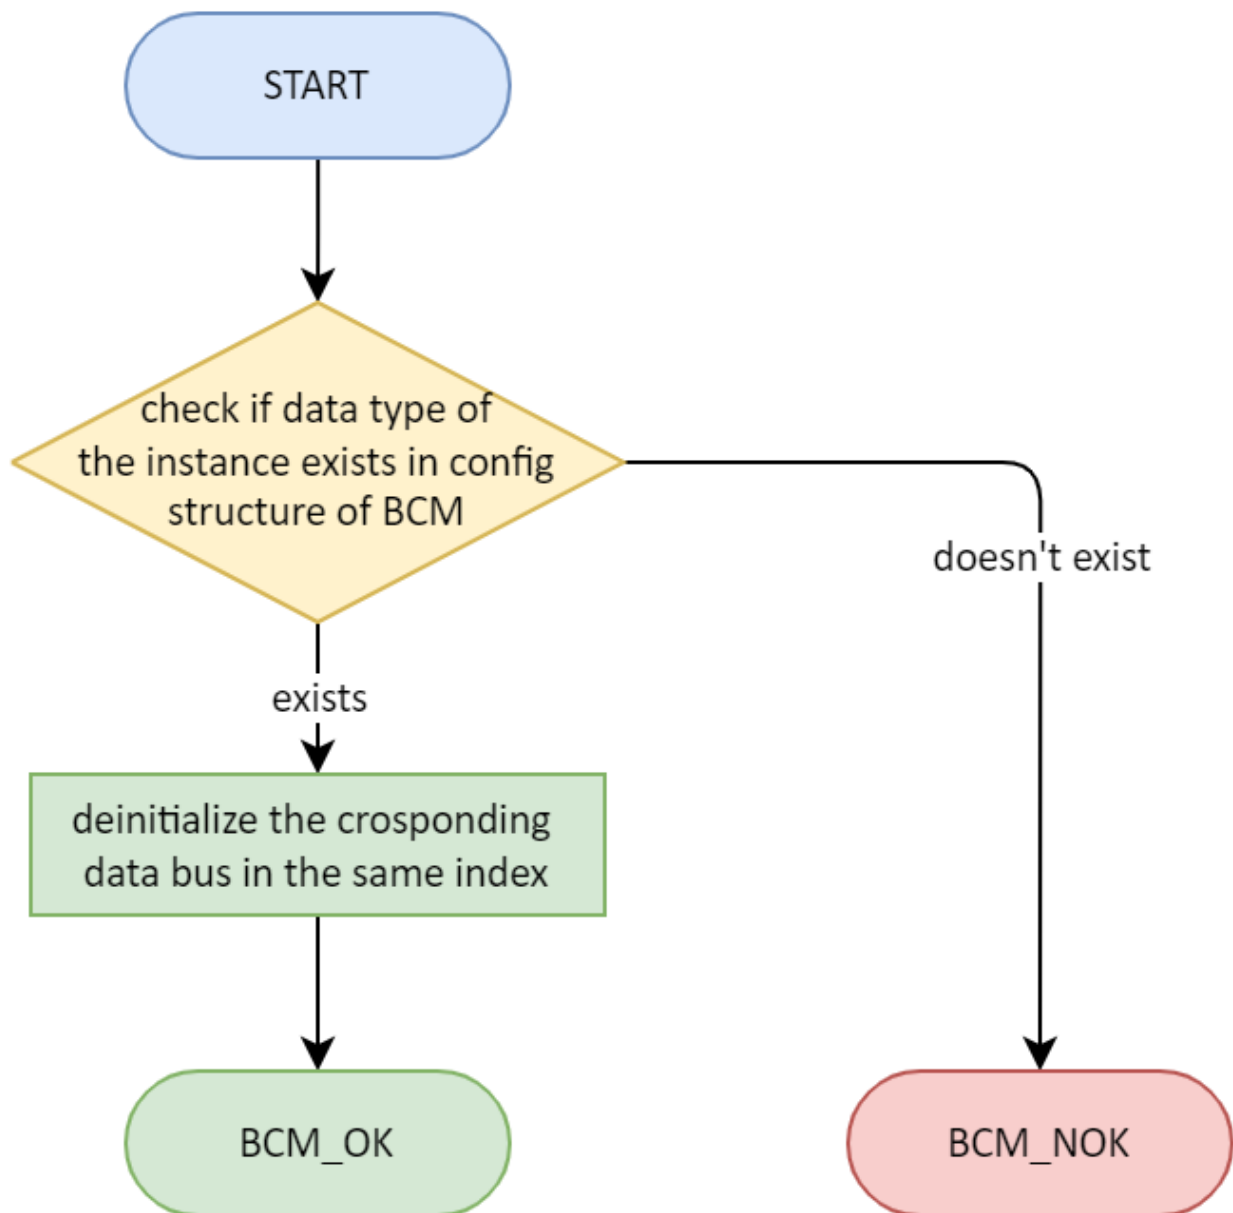 START
check if data type of
the instance exists in config
structure of BCM
doesn't exist
exists
deinitialize the crosponding
data bus in the same index
BCM_OK
BCM_NOK